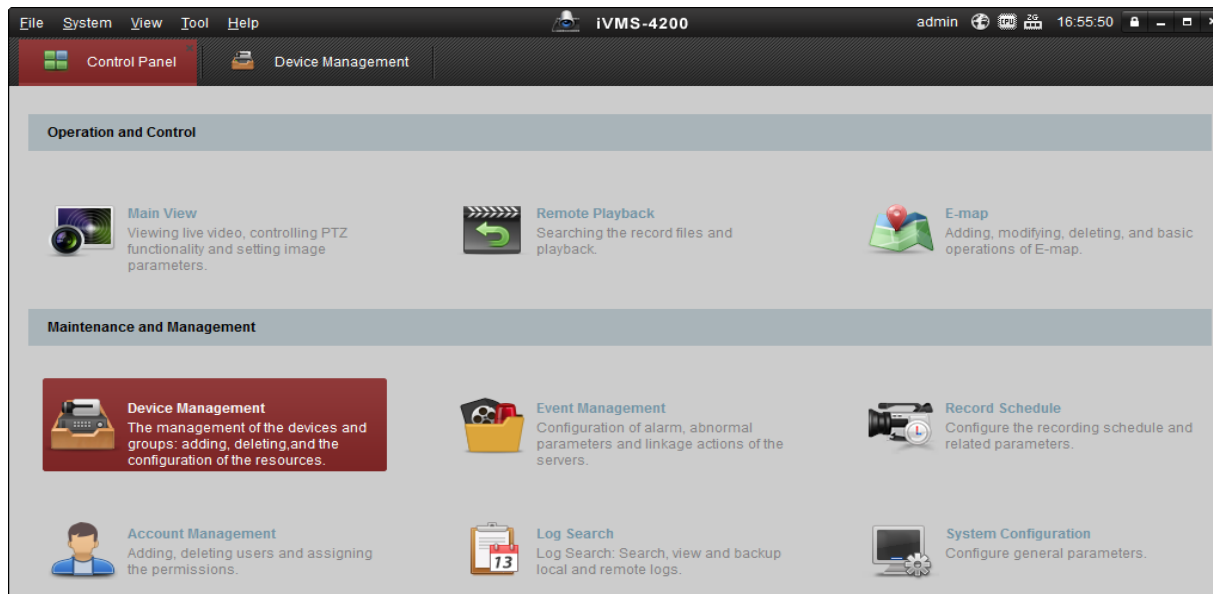 File System View Tool Help iVMS-4200 admin CPU 2G 16:55:50
Control Panel Device Management
Operation and Control
Main View
Viewing live video, controlling PTZ
functionality and setting image
parameters.
Remote Playback
Searching the record files and
playback.
E-map
Adding, modifying, deleting, and basic
operations of E-map.
Maintenance and Management
Device Management
The management of the devices and
groups: adding, deleting,and the
configuration of the resources.
Event Management
Configuration of alarm, abnormal
parameters and linkage actions of the
servers.
Record Schedule
Configure the recording schedule and
related parameters.
Account Management
Adding, deleting users and assigning
the permissions.
13
Log Search
Log Search: Search, view and backup
local and remote logs.
System Configuration
Configure general parameters.